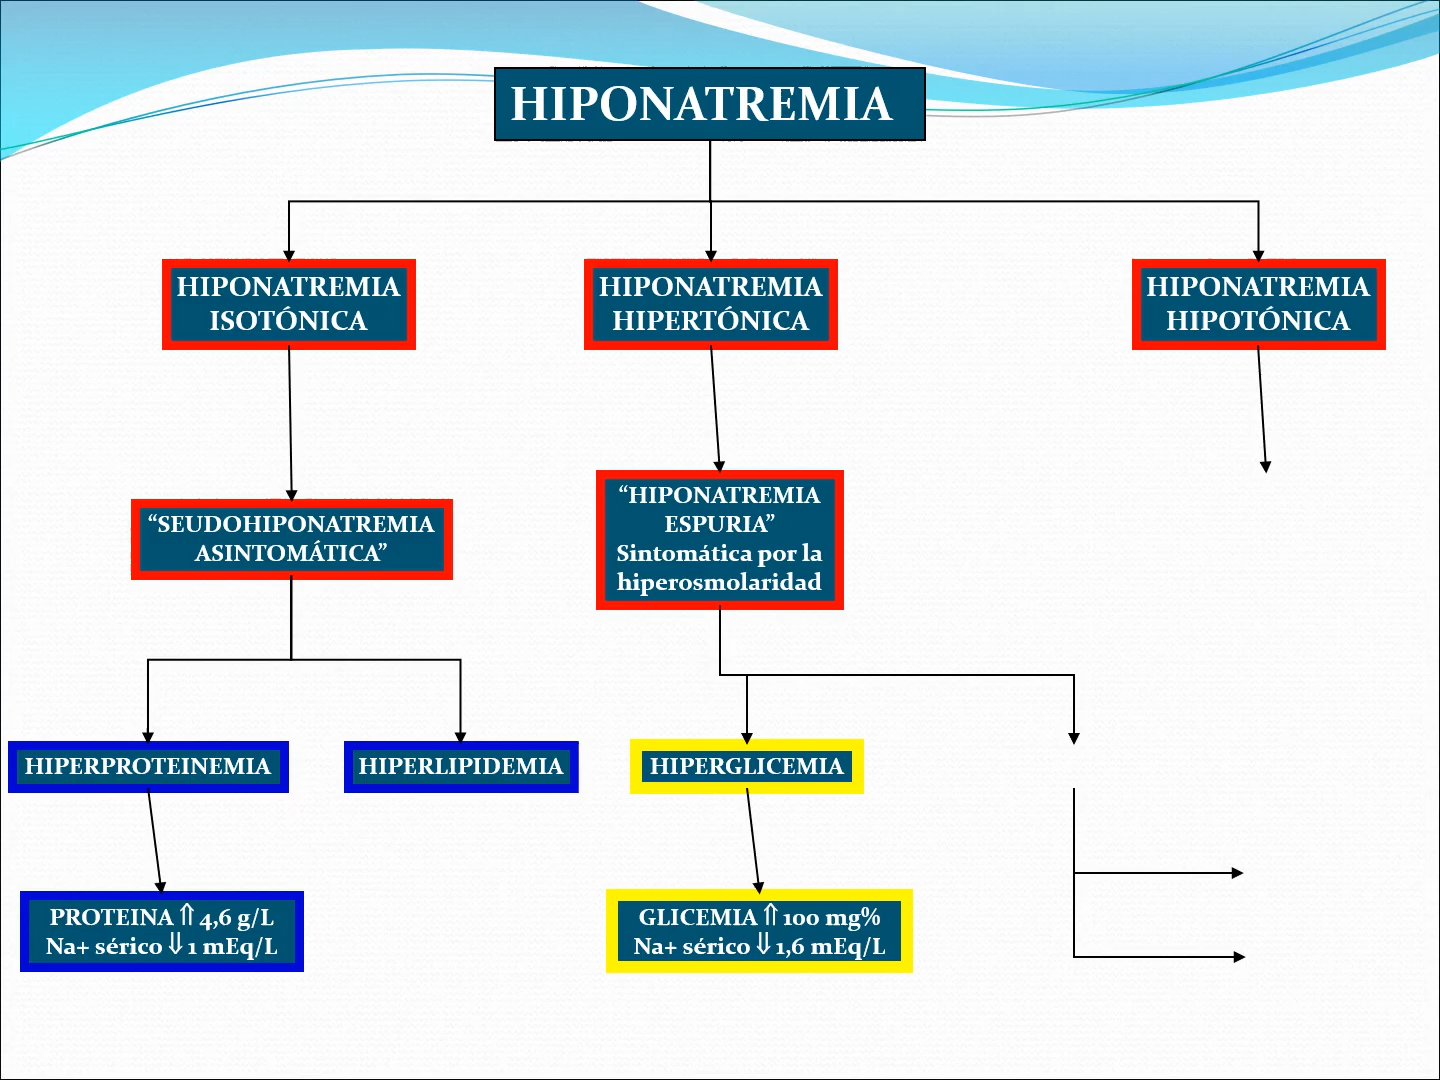 HIPONATREMIA
HIPONATREMIA
ISOTÓNICA
HIPONATREMIA
HIPERTÓNICA
HIPONATREMIA
HIPOTÓNICA
“SEUDOHIPONATREMIA
ASINTOMÁTICA”
“HIPONATREMIA
ESPURIA”
Sintomática por la
hiperosmolaridad
HIPERPROTEINEMIA
HIPERLIPIDEMIA
HIPERGLICEMIA
PROTEINA ⇑ 4,6 g/L
Na+ sérico ⇓ 1 mEq/L
GLICEMIA ⇑ 100 mg%
Na+ sérico ⇓ 1,6 mEq/L